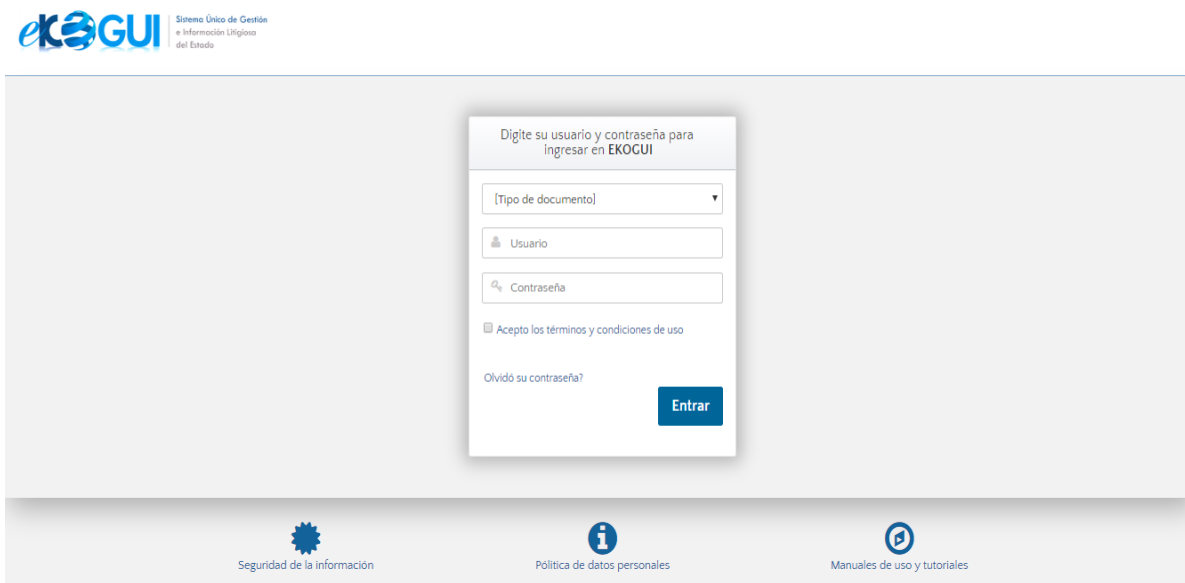 eKOGUI
Sistema Único de Gestión
e Información Litigiosa
del Estado
Digite su usuario y contraseña para
ingresar en EKOGUI
[Tipo de documento]
Usuario
Contraseña
Acepto los términos y condiciones de uso
Olvidó su contraseña?
Entrar
Seguridad de la información
Pólitica de datos personales
Manuales de uso y tutoriales